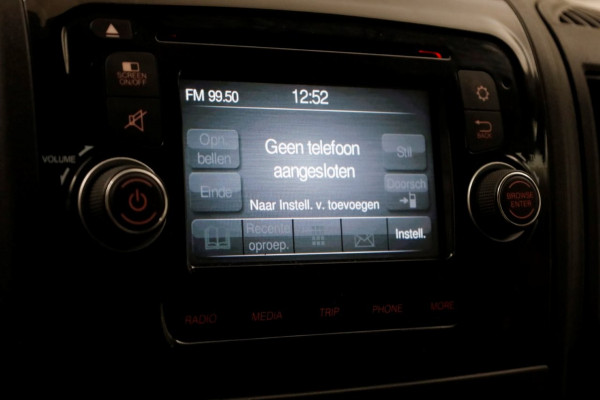 SCREEN
ON/OFF
VOLUME
FM 99.50 12:52
Opn.
bellen
Geen telefoon
aangesloten
Stil
Einde
Doorsch
Naar Instell. v. toevoegen
Recente
oproep.
Instell.
BACK
BROWSE
ENTER
RADIO MEDIA TRIP PHONE MORE